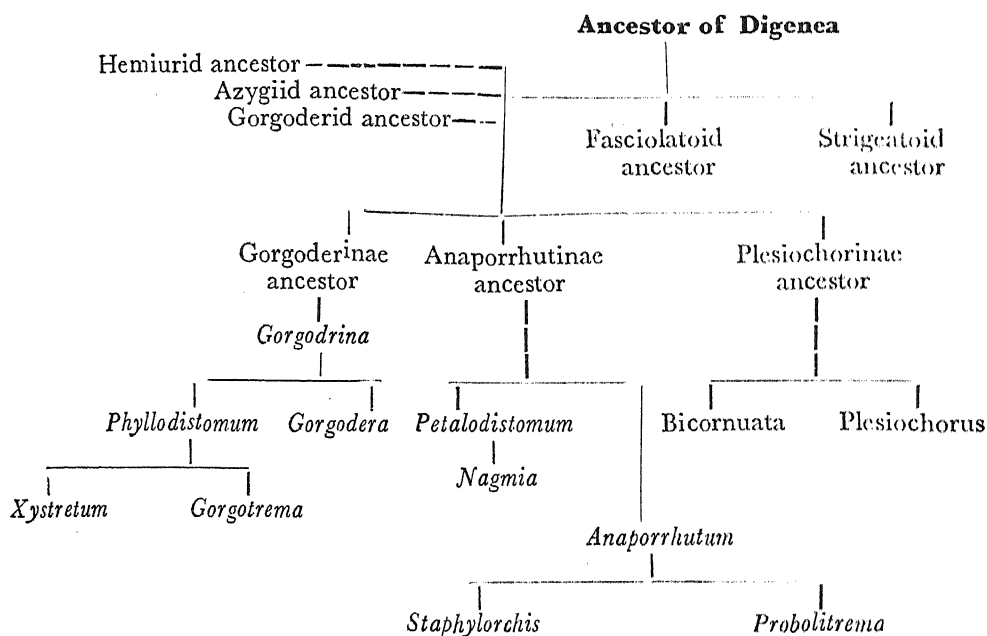 Ancestor of Digenea
Hemiurid ancestor
Azygiid ancestor
Gorgoderid ancestor
Fasciolatoid
ancestor
Strigeatoid
ancestor
Gorgoderinae
ancestor
Anaporrhutinae
ancestor
Plesiochorinae
ancestor
Gorgodrina
Phyllodistomum
Gorgodera
Petalodistomum
Bicornuata
Plesiochorus
Nagmia
Xystretum
Gorgotrema
Anaporrhutum
Staphylorchis
Probolitrema